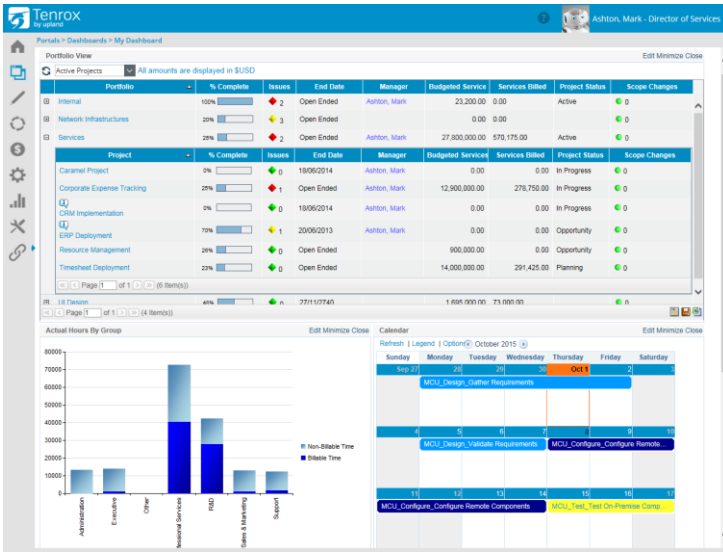 Tenrox
by upland
Ashton, Mark - Director of Services
Portals > Dashboards > My Dashboard
Portfolio View
Edit Minimize Close
Active Projects
All amounts are displayed in $USD
Portfolio % Complete Issues End Date Manager Budgeted Service Services Billed Project Status Scope Changes
Internal 100% 2 Open Ended Ashton, Mark 23,200.00 0.00 Active 0
Network Infrastructures 20% 3 Open Ended 0.00 0.00 0
Services 25% 2 Open Ended Ashton, Mark 27,800,000.00 570,175.00 Active 0
Project % Complete Issues End Date Manager Budgeted Services Services Billed Project Status Scope Changes
Caramel Project 0% 0 18/06/2014 Ashton, Mark 0.00 0.00 In Progress 0
Corporate Expense Tracking 25% 1 Open Ended Ashton, Mark 12,900,000.00 278,750.00 In Progress 0
CRM Implementation 0% 0 18/06/2014 Ashton, Mark 0.00 0.00 In Progress 0
ERP Deployment 70% 1 20/06/2013 Ashton, Mark 0.00 0.00 Opportunity 0
Resource Management 26% 0 Open Ended 900,000.00 0.00 Opportunity 0
Timesheet Deployment 23% 0 Open Ended 14,000,000.00 291,425.00 Planning 0
Page 1 of 1 (6 item(s))
UI Design 0 27/11/2740 1,695,000.00 73,000.00 0
Page 1 of 1 (4 item(s))
Actual Hours By Group
Edit Minimize Close
80000
70000
60000
50000
40000
30000
20000
10000
0
Administration
Executive
Other
fessional Services
R&D
Sales & Marketing
Support
Non-Billable Time
Billable Time
Calendar
Edit Minimize Close
Refresh | Legend | Options October 2015
Sunday Monday Tuesday Wednesday Thursday Friday Saturday
Sep 27 28 29 30 Oct 1 2 3
MCU_Design_Gather Requirements
4 5 6 7 8 9 10
MCU_Design_Validate Requirements MCU_Configure_Configure Remote...
11 12 13 14 15 16 17
MCU_Configure_Configure Remote Components MCU_Test_Test On-Premise Comp...